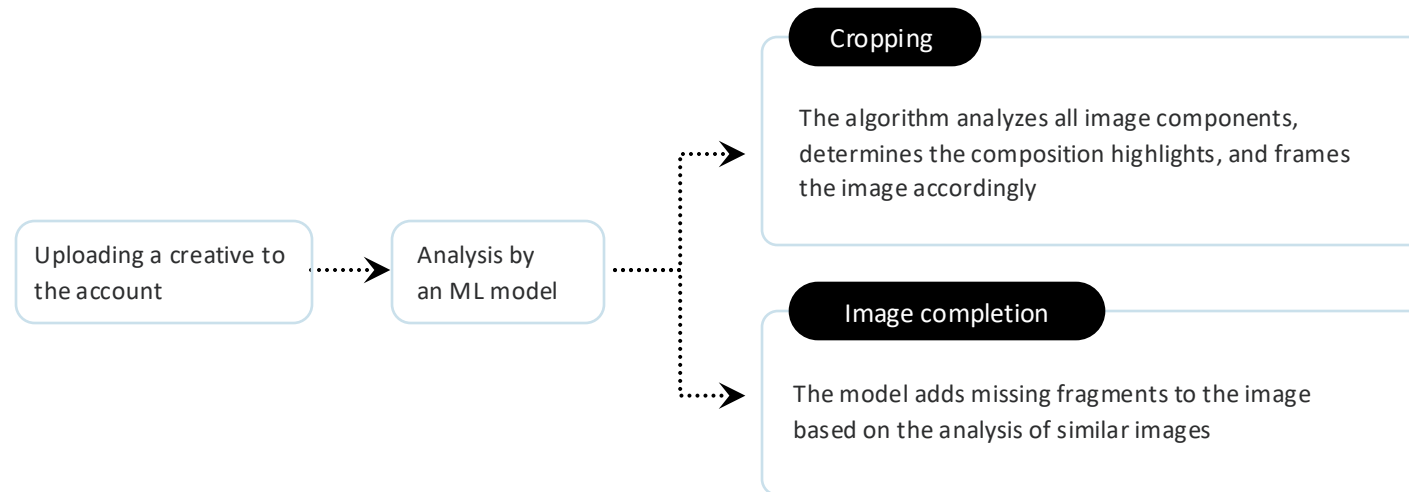 Uploading a creative to
the account
Analysis by
an ML model
Cropping
The algorithm analyzes all image components,
determines the composition highlights, and frames
the image accordingly
Image completion
The model adds missing fragments to the image
based on the analysis of similar images